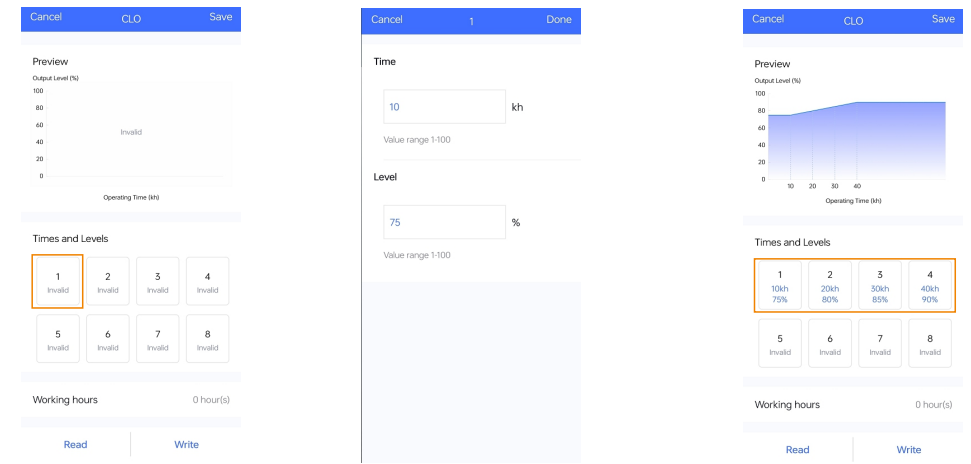 Cancel CLO Save
Preview
Output Level (%)
100
80
60
Invalid
40
20
0
Operating Time (kh)
Times and Levels
1 2 3 4
Invalid Invalid Invalid Invalid
5 6 7 8
Invalid Invalid Invalid Invalid
Working hours 0 hour(s)
Read Write
Cancel 1 Done
Time
10 kh
Value range 1-100
Level
75 %
Value range 1-100
Cancel CLO Save
Preview
Output Level (%)
100
80
60
40
20
0
10 20 30 40
Operating Time (kh)
Times and Levels
1 2 3 4
10kh 20kh 30kh 40kh
75% 80% 85% 90%
5 6 7 8
Invalid Invalid Invalid Invalid
Working hours 0 hour(s)
Read Write